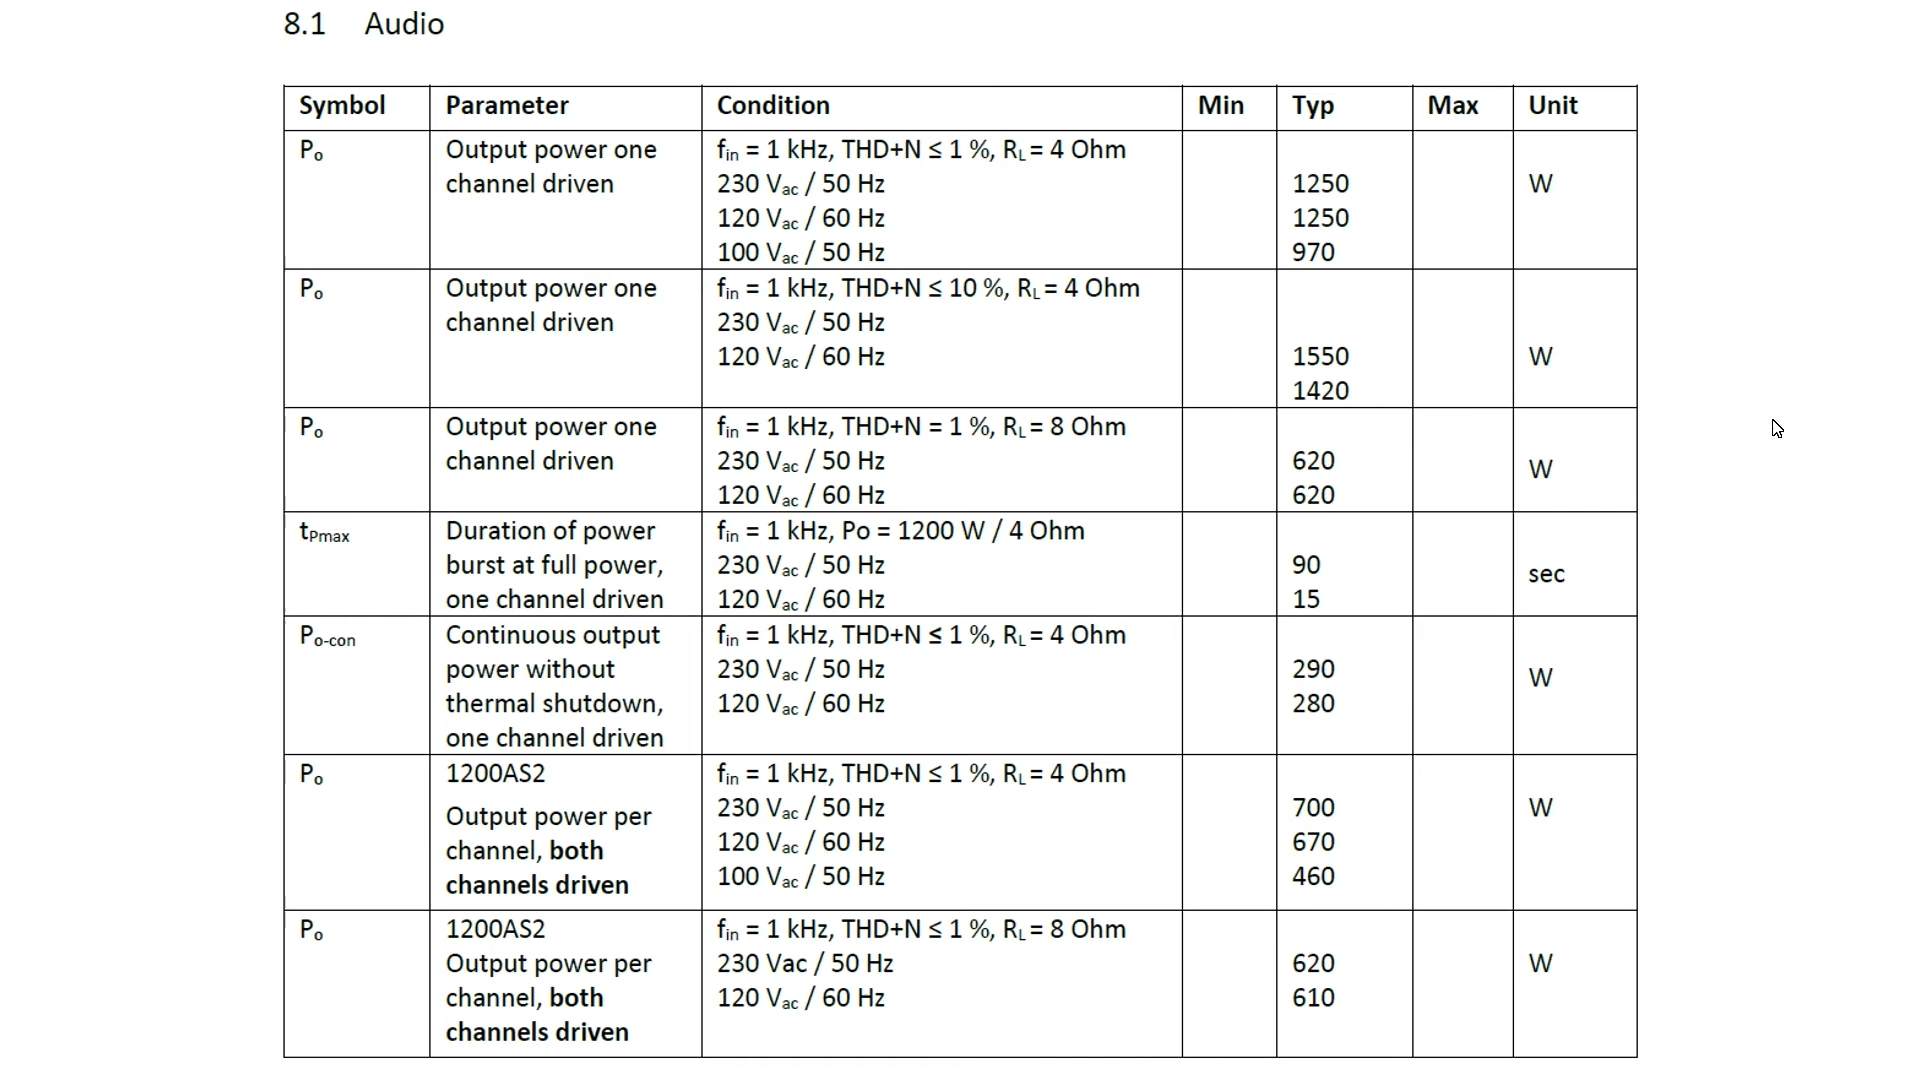 8.1 Audio
Symbol Parameter Condition Min Typ Max Unit
Po Output power one fin = 1 kHz, THD+N ≤ 1 %, RL = 4 Ohm
channel driven 230 Vac / 50 Hz 1250 W
120 Vac / 60 Hz 1250
100 Vac / 50 Hz 970
Po Output power one fin = 1 kHz, THD+N ≤ 10 %, RL = 4 Ohm
channel driven 230 Vac / 50 Hz
120 Vac / 60 Hz 1550 W
1420
Po Output power one fin = 1 kHz, THD+N = 1 %, RL = 8 Ohm
channel driven 230 Vac / 50 Hz 620 W
120 Vac / 60 Hz 620
tPmax Duration of power fin = 1 kHz, Po = 1200 W / 4 Ohm
burst at full power, 230 Vac / 50 Hz 90 sec
one channel driven 120 Vac / 60 Hz 15
Po-con Continuous output fin = 1 kHz, THD+N ≤ 1 %, RL = 4 Ohm
power without 230 Vac / 50 Hz 290 W
thermal shutdown, 120 Vac / 60 Hz 280
one channel driven
Po 1200AS2 fin = 1 kHz, THD+N ≤ 1 %, RL = 4 Ohm
Output power per 230 Vac / 50 Hz 700 W
channel, both 120 Vac / 60 Hz 670
channels driven 100 Vac / 50 Hz 460
Po 1200AS2 fin = 1 kHz, THD+N ≤ 1 %, RL = 8 Ohm
Output power per 230 Vac / 50 Hz 620 W
channel, both 120 Vac / 60 Hz 610
channels driven